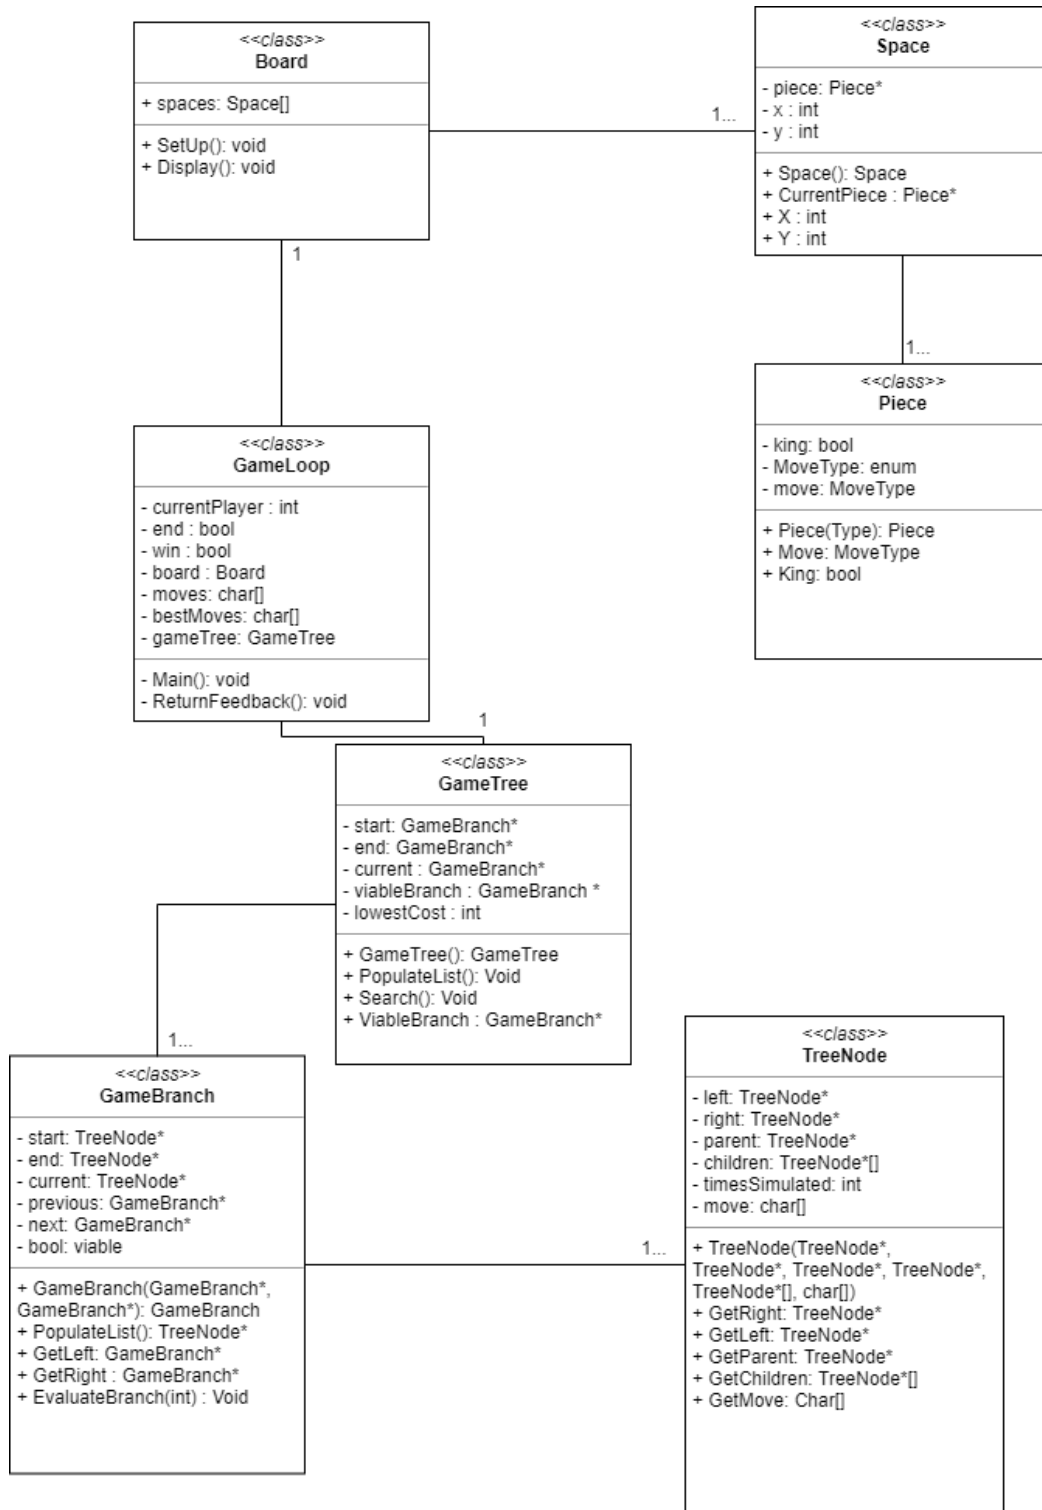 <<class>>
Board
+ spaces: Space[]
+ SetUp(): void
+ Display(): void
1
1...
<<class>>
Space
- piece: Piece*
- x : int
- y : int
+ Space(): Space
+ CurrentPiece : Piece*
+ X : int
+ Y : int
1...
<<class>>
Piece
- king: bool
- MoveType: enum
- move: MoveType
+ Piece(Type): Piece
+ Move: MoveType
+ King: bool
<<class>>
GameLoop
- currentPlayer : int
- end : bool
- win : bool
- board : Board
- moves: char[]
- bestMoves: char[]
- gameTree: GameTree
- Main(): void
- ReturnFeedback(): void
1
<<class>>
GameTree
- start: GameBranch*
- end: GameBranch*
- current : GameBranch*
- viableBranch : GameBranch *
- lowestCost : int
+ GameTree(): GameTree
+ PopulateList(): Void
+ Search(): Void
+ ViableBranch : GameBranch*
1...
<<class>>
GameBranch
- start: TreeNode*
- end: TreeNode*
- current: TreeNode*
- previous: GameBranch*
- next: GameBranch*
- bool: viable
+ GameBranch(GameBranch*,
GameBranch*): GameBranch
+ PopulateList(): TreeNode*
+ GetLeft: GameBranch*
+ GetRight : GameBranch*
+ EvaluateBranch(int) : Void
1...
<<class>>
TreeNode
- left: TreeNode*
- right: TreeNode*
- parent: TreeNode*
- children: TreeNode*[]
- timesSimulated: int
- move: char[]
+ TreeNode(TreeNode*,
TreeNode*, TreeNode*, TreeNode*,
TreeNode*[], char[])
+ GetRight: TreeNode*
+ GetLeft: TreeNode*
+ GetParent: TreeNode*
+ GetChildren: TreeNode*[]
+ GetMove: Char[]